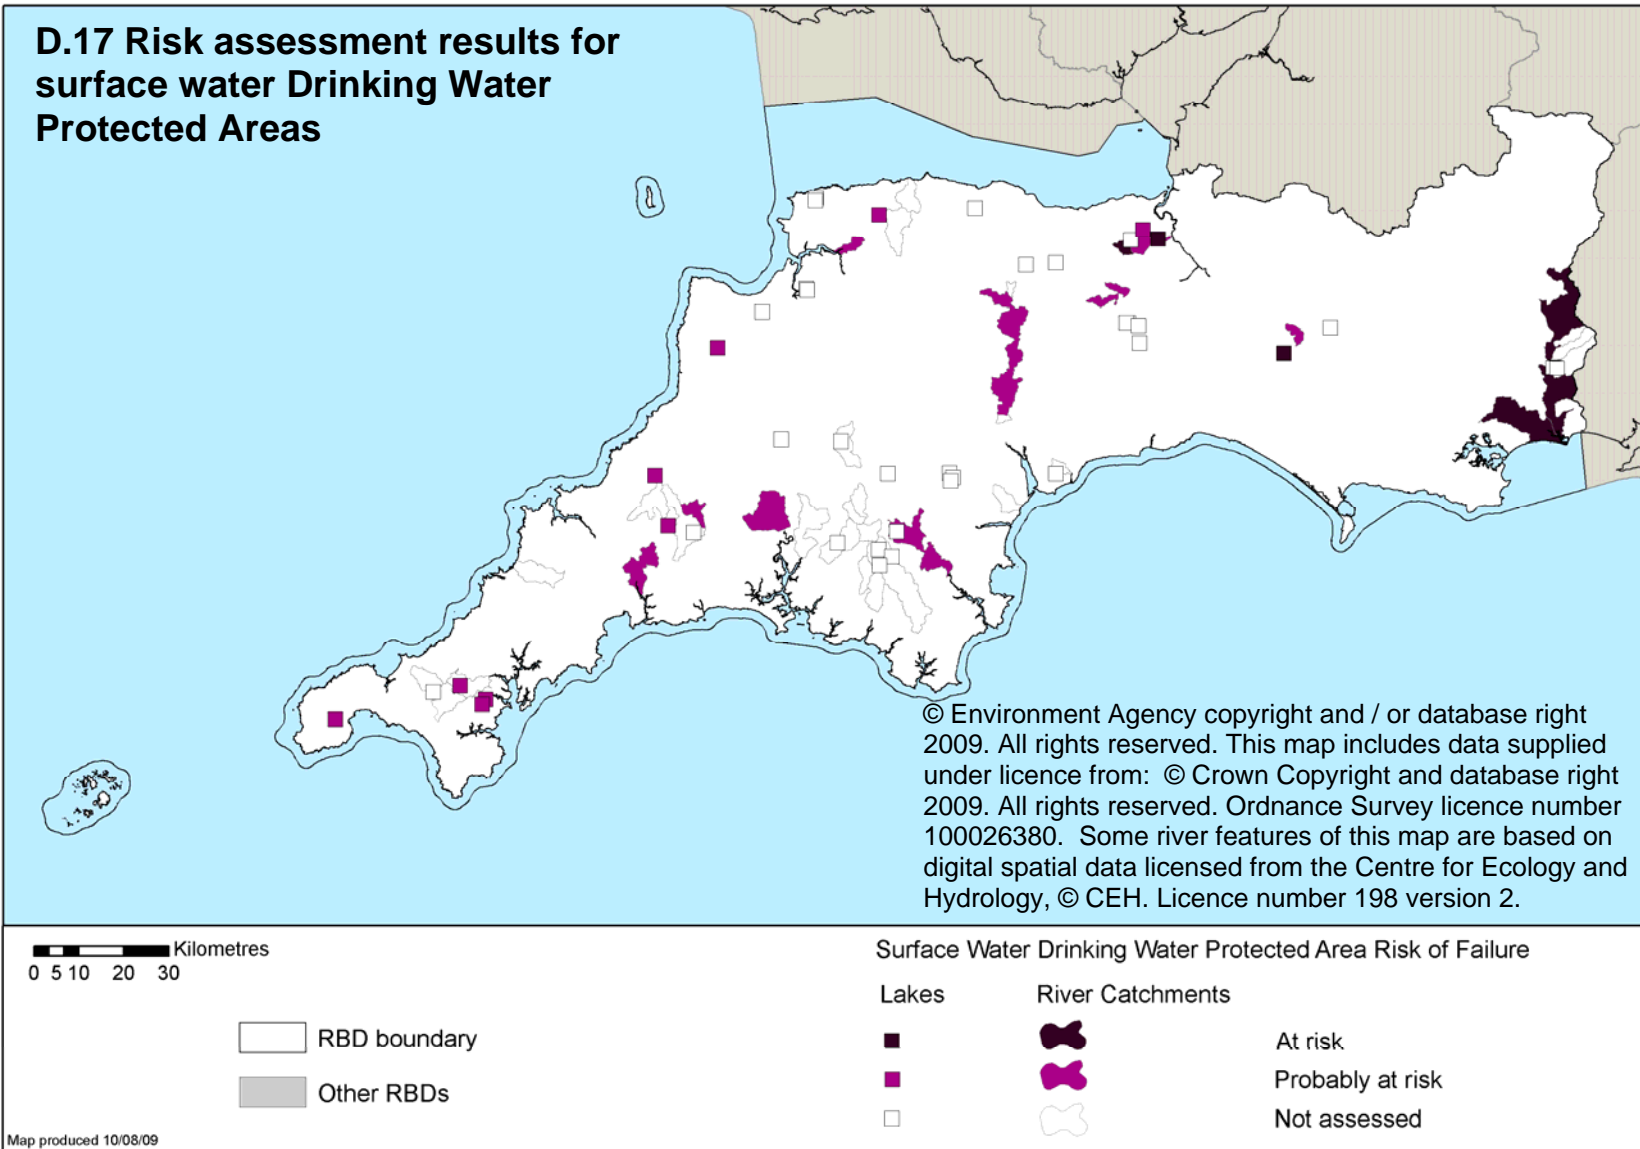 D.17 Risk assessment results for
surface water Drinking Water
Protected Areas
© Environment Agency copyright and / or database right
2009. All rights reserved. This map includes data supplied
under licence from:  © Crown Copyright and database right
2009. All rights reserved. Ordnance Survey licence number
100026380.  Some river features of this map are based on
digital spatial data licensed from the Centre for Ecology and
Hydrology, © CEH. Licence number 198 version 2.
Kilometres
0 5 10 20 30
RBD boundary
Other RBDs
Map produced 10/08/09
Surface Water Drinking Water Protected Area Risk of Failure
Lakes River Catchments
At risk
Probably at risk
Not assessed